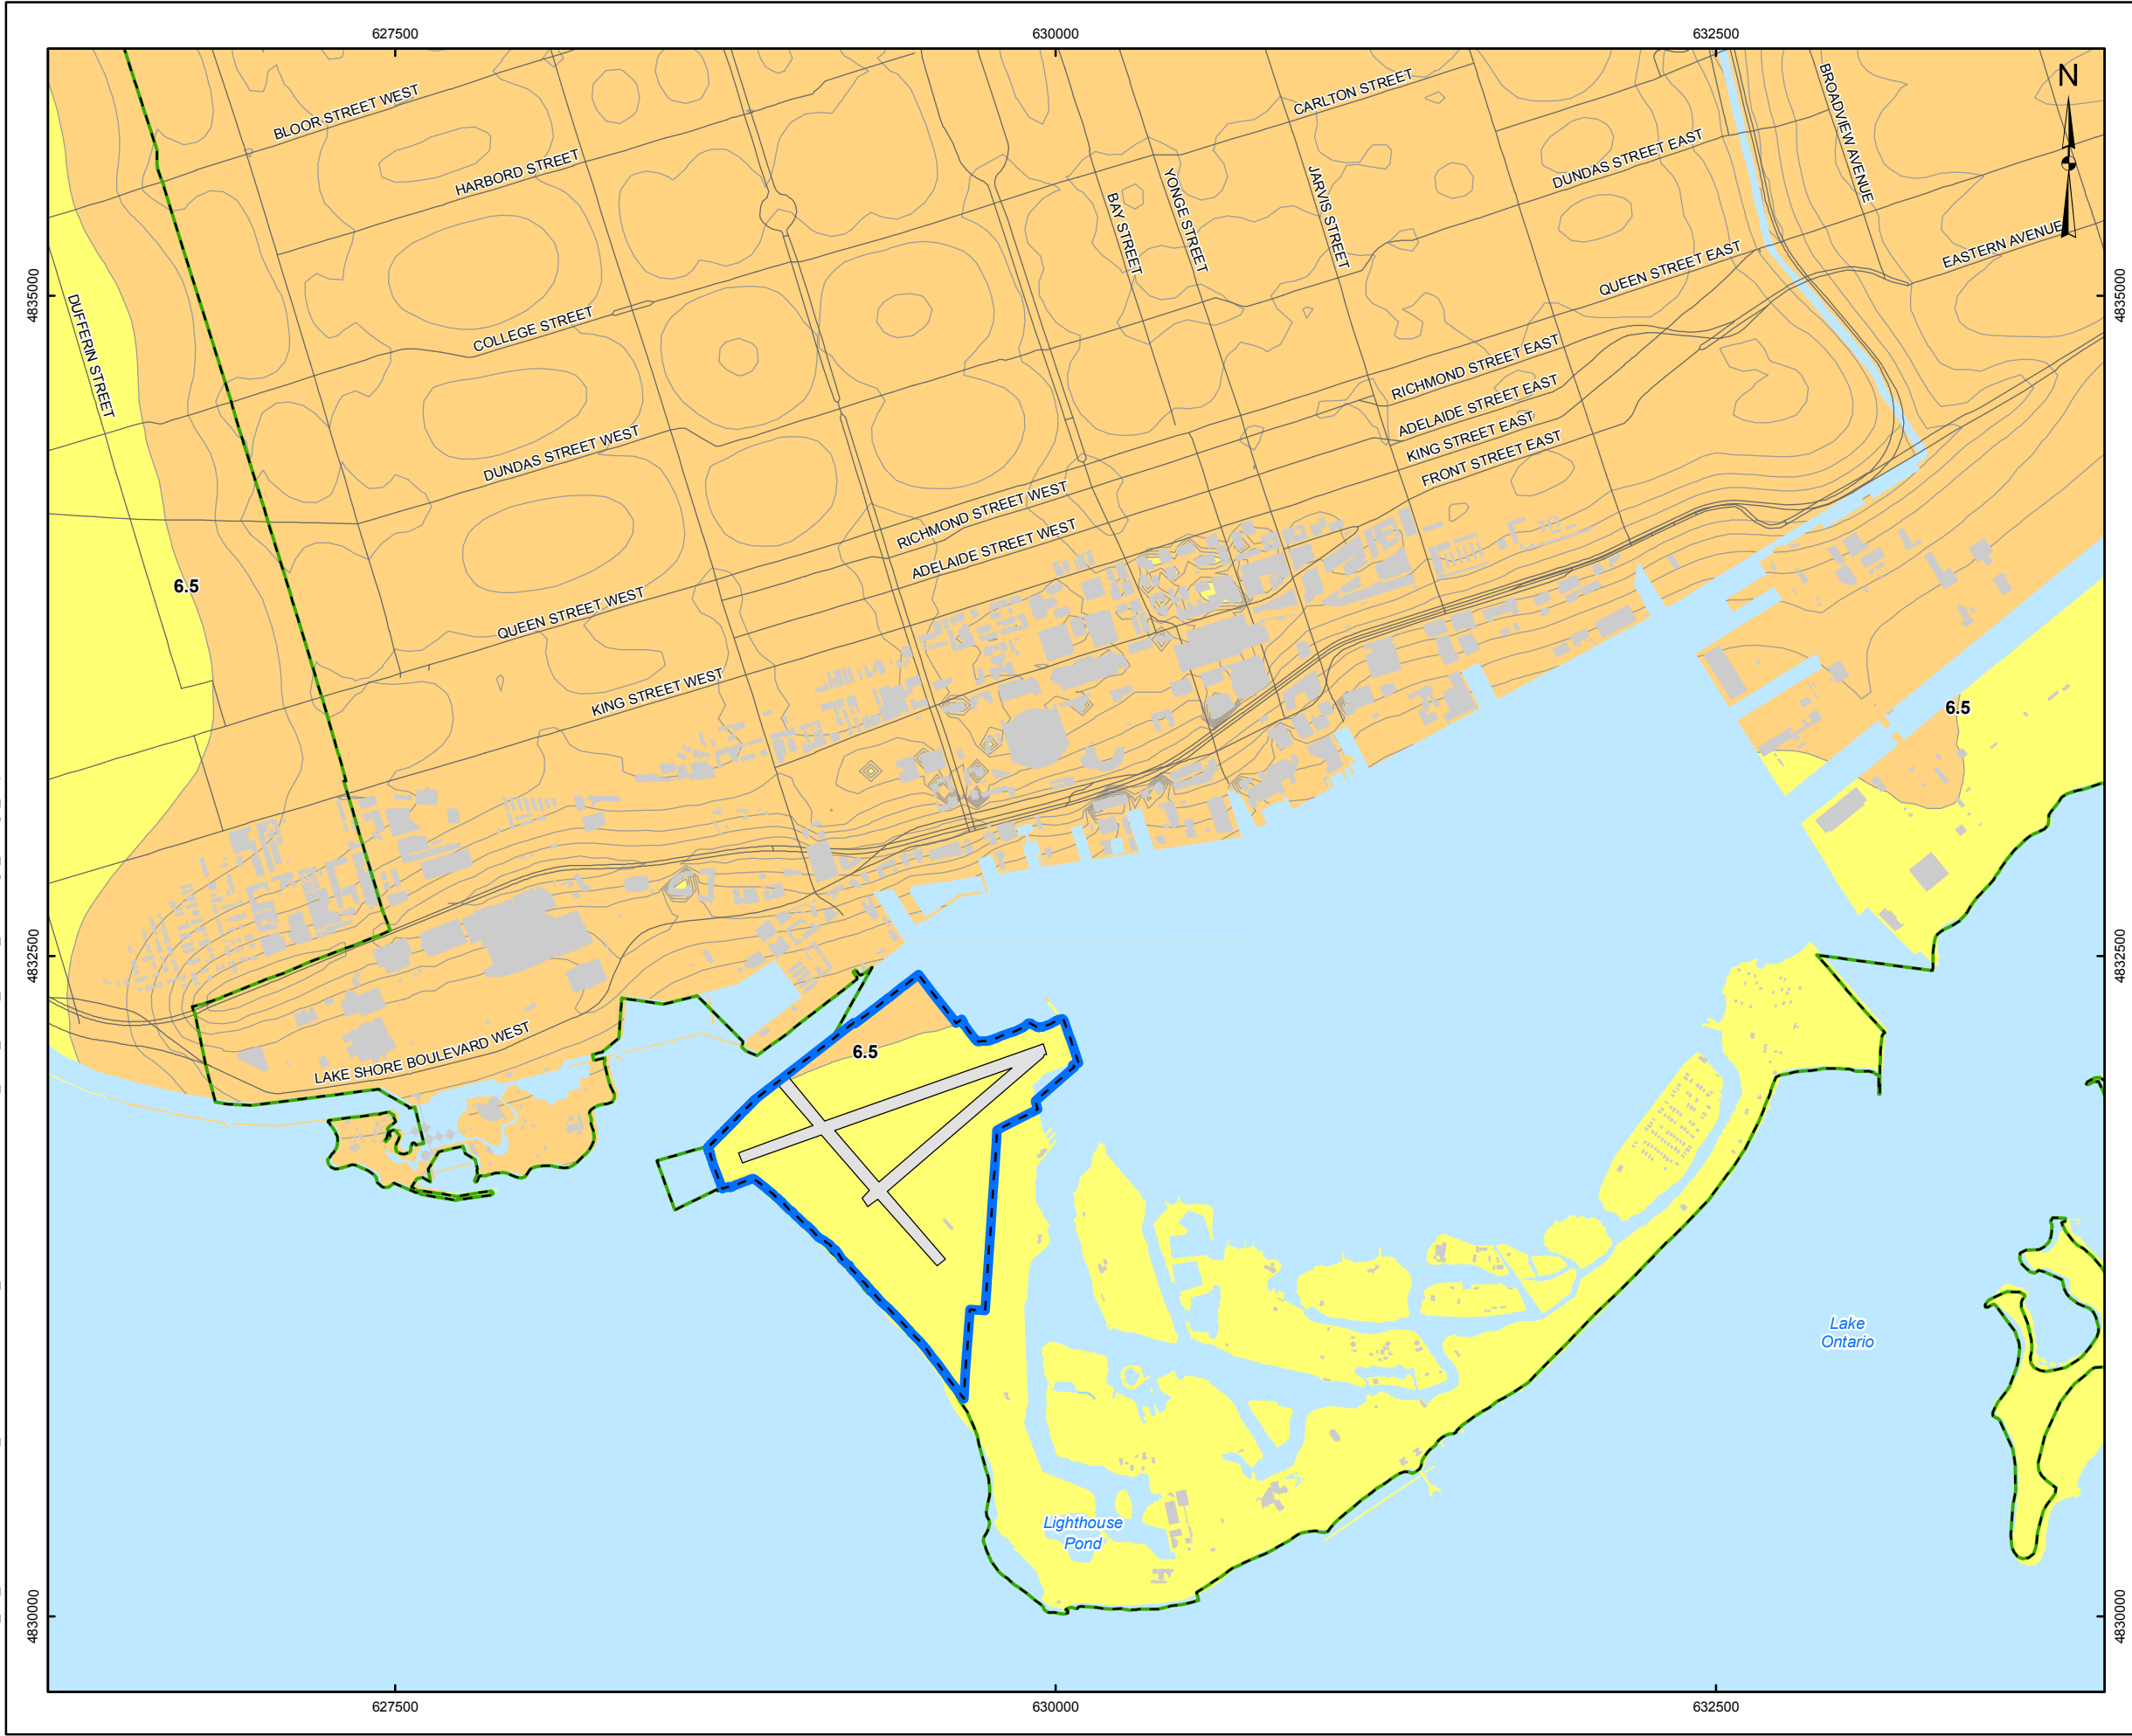 627500
630000
632500
N
BLOOR STREET WEST
HARBORD STREET
CARLTON STREET
BROADVIEW AVENUE
DUNDAS STREET EAST
YONGE STREET
JARVIS STREET
BAY STREET
QUEEN STREET EAST
EASTERN AVENUE
4835000
4835000
DUFFERIN STREET
COLLEGE STREET
RICHMOND STREET EAST
ADELAIDE STREET EAST
KING STREET EAST
FRONT STREET EAST
DUNDAS STREET WEST
RICHMOND STREET WEST
ADELAIDE STREET WEST
6.5
QUEEN STREET WEST
KING STREET WEST
6.5
4832500
4832500
6.5
LAKE SHORE BOULEVARD WEST
Lake
Ontario
Lighthouse
Pond
4830000
4830000
627500
630000
632500